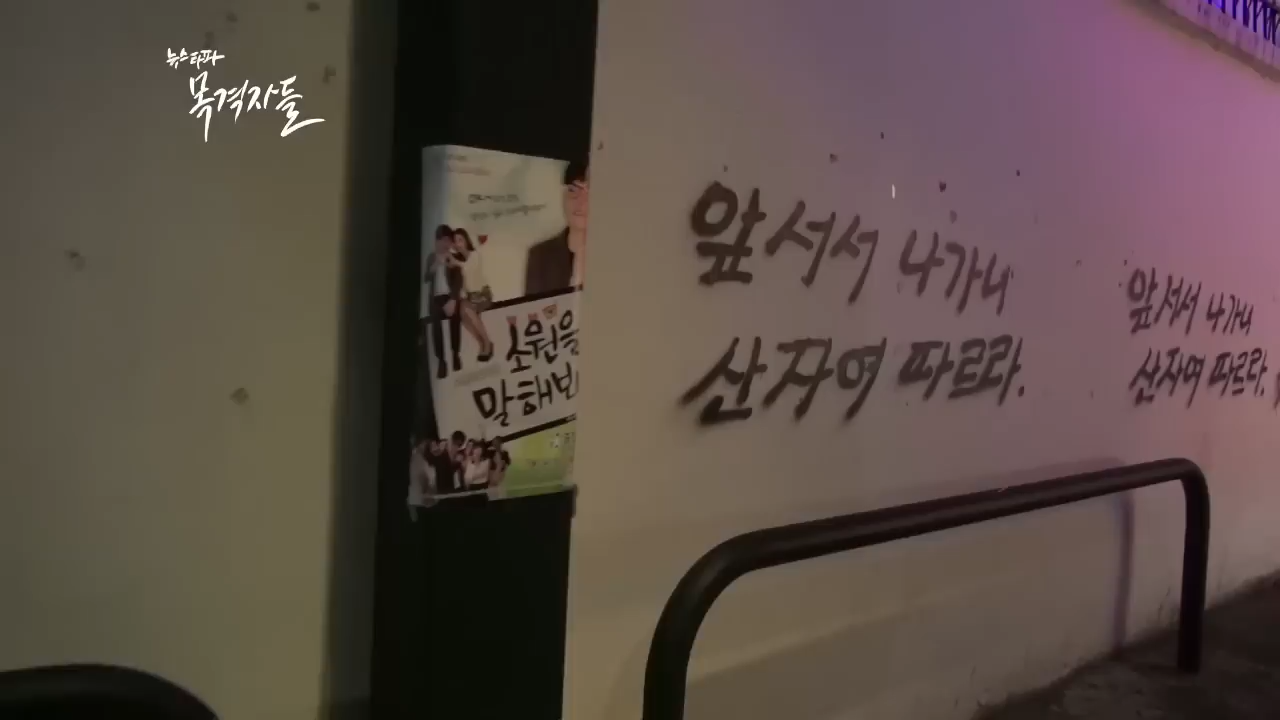 뉴스타파
목격자들
소원을
말해봐
앞서서 나가니
산자여 따르라.
앞서서 나가니
산자여 따르라.